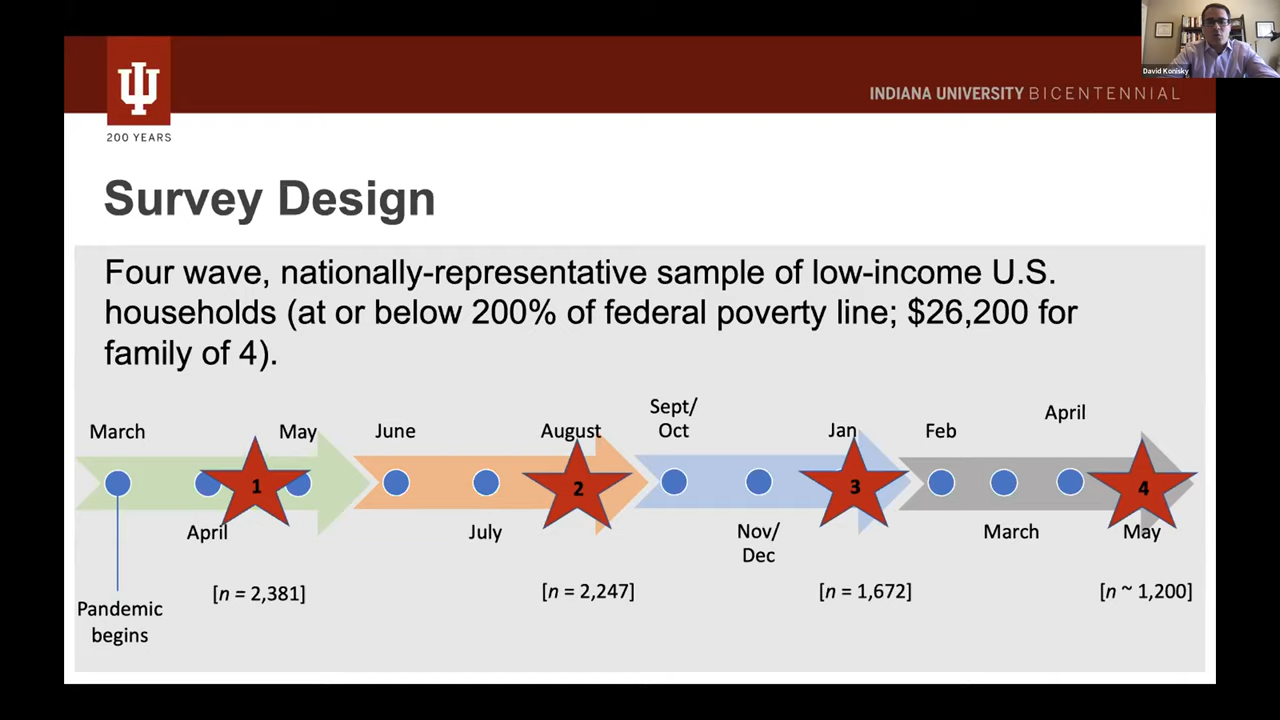 David Konisky
INDIANA UNIVERSITY BICENTENNIAL
200 YEARS
Survey Design
Four wave, nationally-representative sample of low-income U.S.
households (at or below 200% of federal poverty line; $26,200 for
family of 4).
March
May
June
August
Sept/
Oct
Jan
Feb
April
1
2
3
4
April
July
Nov/
Dec
March
May
Pandemic
begins
[n = 2,381]
[n = 2,247]
[n = 1,672]
[n ~ 1,200]